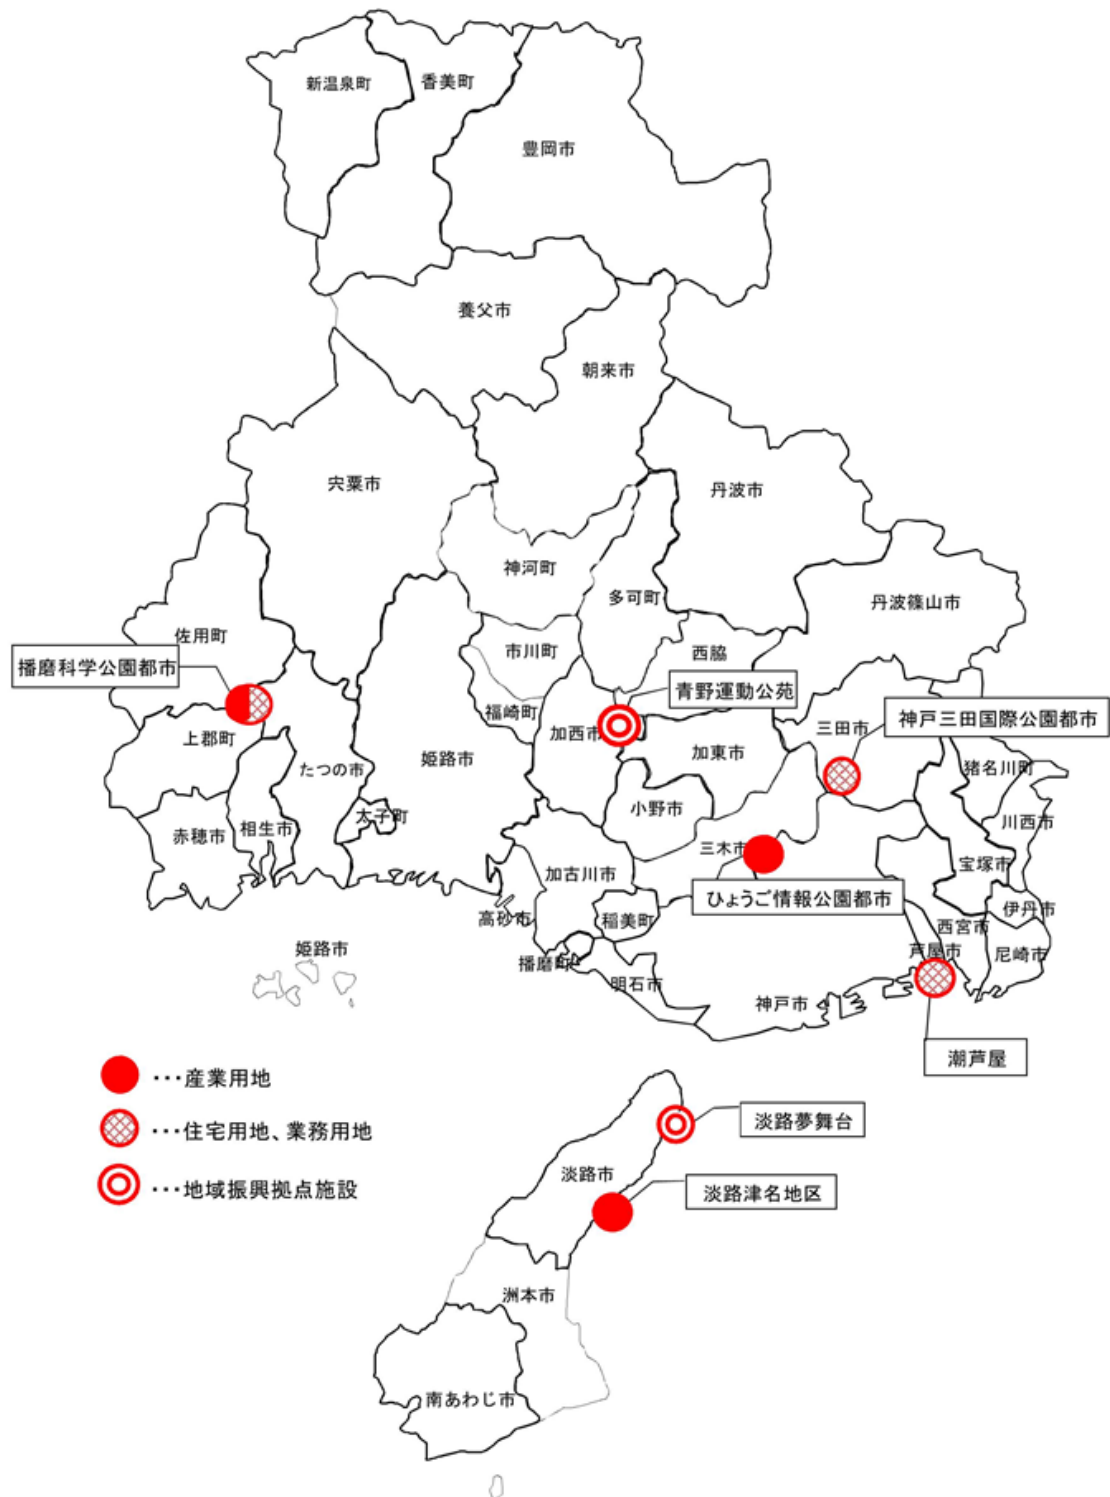 新温泉町
香美町
豊岡市
養父市
朝来市
宍粟市
丹波市
神河町
多可町
丹波篠山市
佐用町
市川町
西脇
播磨科学公園都市
青野運動公苑
福崎町
加西市
三田市
神戸三田国際公園都市
上郡町
姫路市
加東市
たつの市
猪名川町
太子町
小野市
川西市
赤穂市
相生市
三木市
宝塚市
加古川市
ひょうご情報公園都市
伊丹市
高砂市
稲美町
西宮市
姫路市
芦屋市
尼崎市
播磨町
明石市
神戸市
潮芦屋
・・・産業用地
・・・住宅用地、業務用地
・・・地域振興拠点施設
淡路夢舞台
淡路市
淡路津名地区
洲本市
南あわじ市